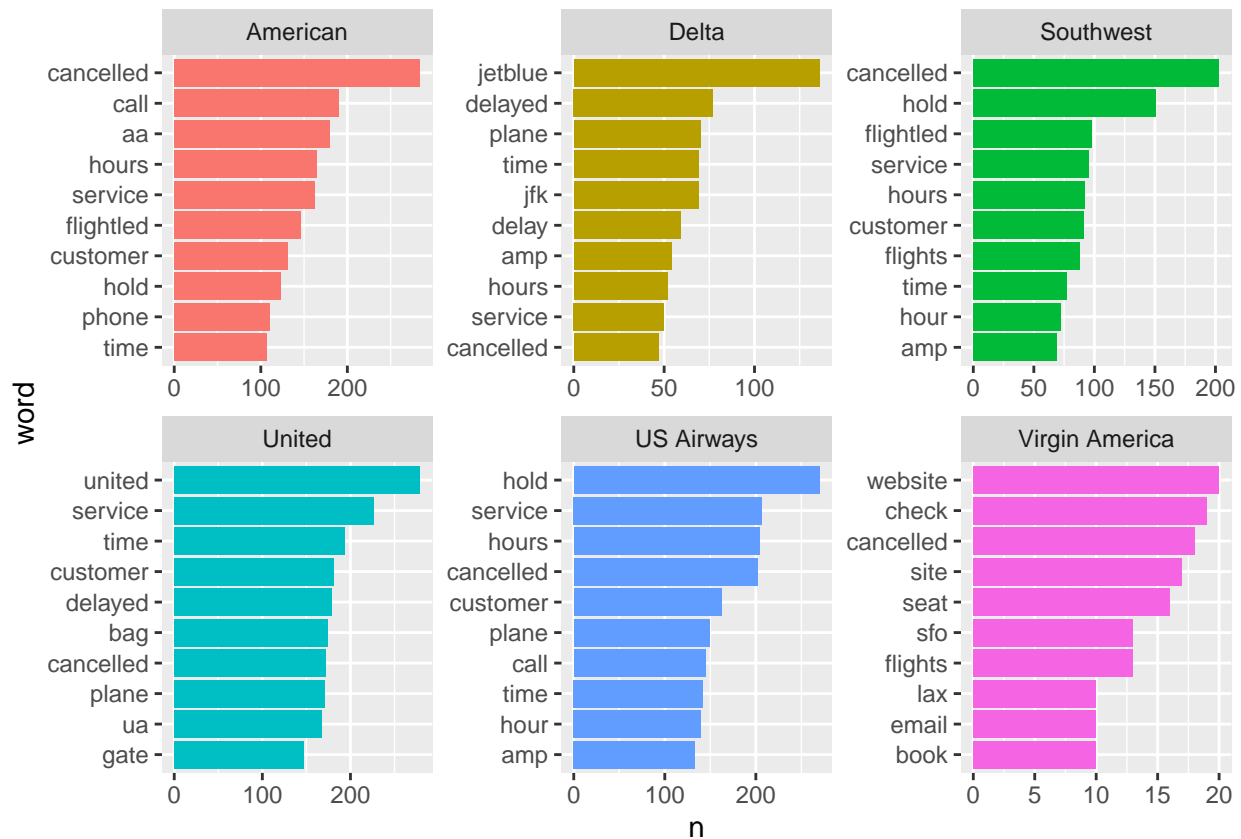 American
cancelled
call
aa
hours
service
flightled
customer
hold
phone
time
0 100 200
Delta
jetblue
delayed
plane
time
jfk
delay
amp
hours
service
cancelled
0 50 100
Southwest
cancelled
hold
flightled
service
hours
customer
flights
time
hour
amp
0 50 100 150 200
word
United
united
service
time
customer
delayed
bag
cancelled
plane
ua
gate
0 100 200
US Airways
hold
service
hours
cancelled
customer
plane
call
time
hour
amp
0 100 200
Virgin America
website
check
cancelled
site
seat
sfo
flights
lax
email
book
0 5 10 15 20
n